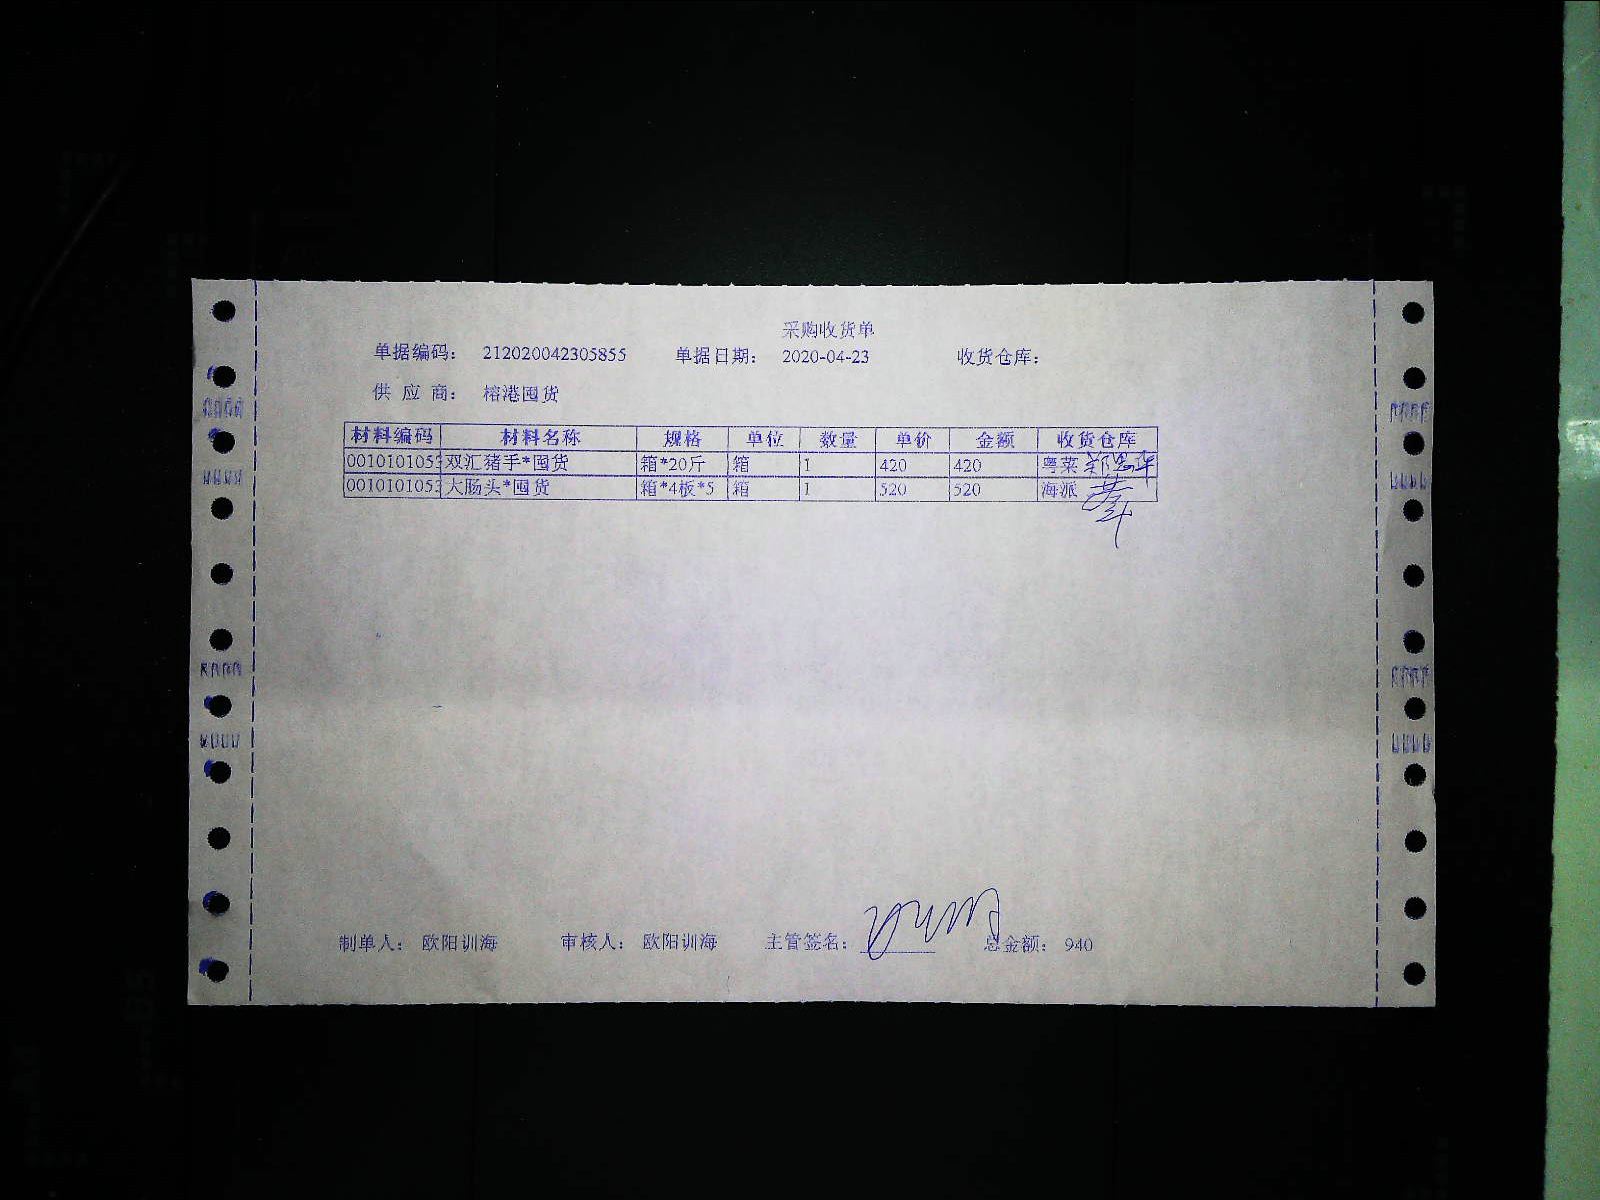 采购收货单
单据编码： 212020042305855 单据日期： 2020-04-23 收货仓库：
供 应 商： 榕港囤货
材料编码 材料名称 规格 单位 数量 单价 金额 收货仓库
0010101053 双汇猪手*囤货 箱*20斤 箱 1 420 420 粤菜
0010101053 大肠头*囤货 箱*4板*5 箱 1 520 520 海派
制单人： 欧阳训海 审核人： 欧阳训海 主管签名： 总金额： 940